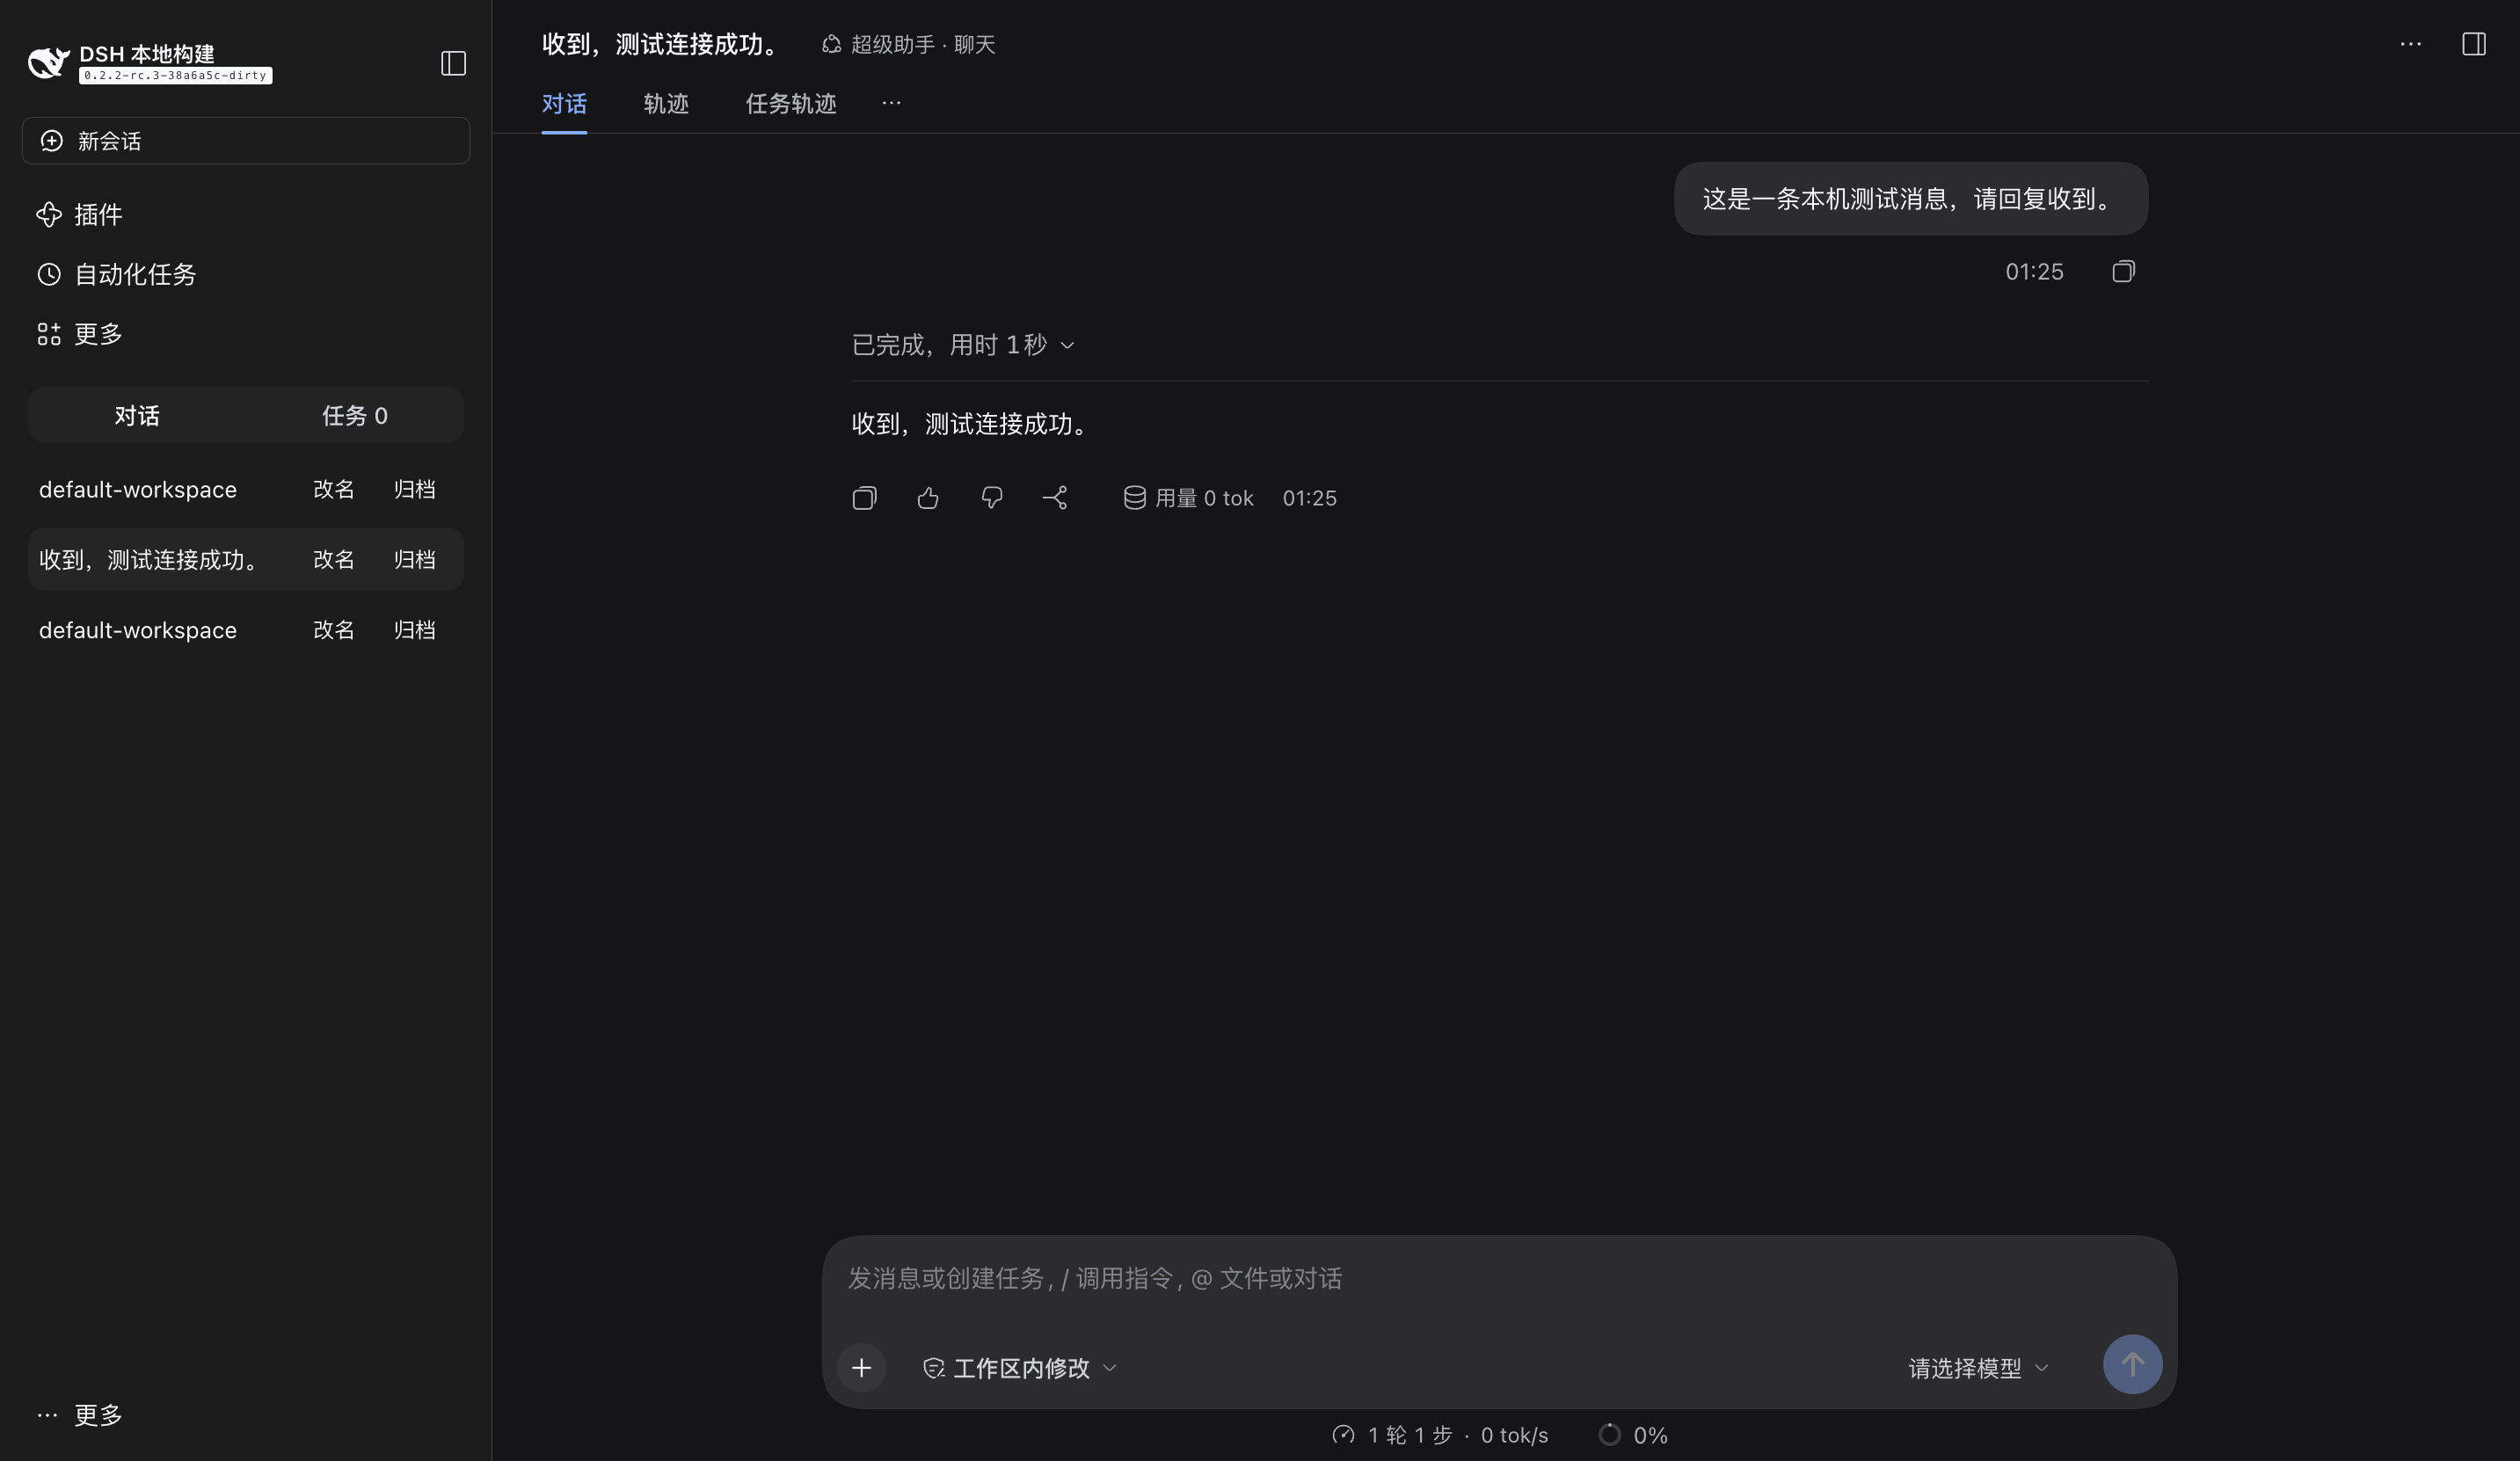 DSH 本地构建
0.2.2-rc.3-38a6a5c-dirty
新会话
插件
自动化任务
更多
对话 任务 0
default-workspace 改名 归档
收到，测试连接成功。 改名 归档
default-workspace 改名 归档
··· 更多
收到，测试连接成功。 超级助手 · 聊天 ···
对话 轨迹 任务轨迹 ···
这是一条本机测试消息，请回复收到。
01:25
已完成，用时 1秒
收到，测试连接成功。
用量 0 tok 01:25
发消息或创建任务, / 调用指令, @ 文件或对话
工作区内修改 请选择模型
1 轮 1 步 · 0 tok/s 0%